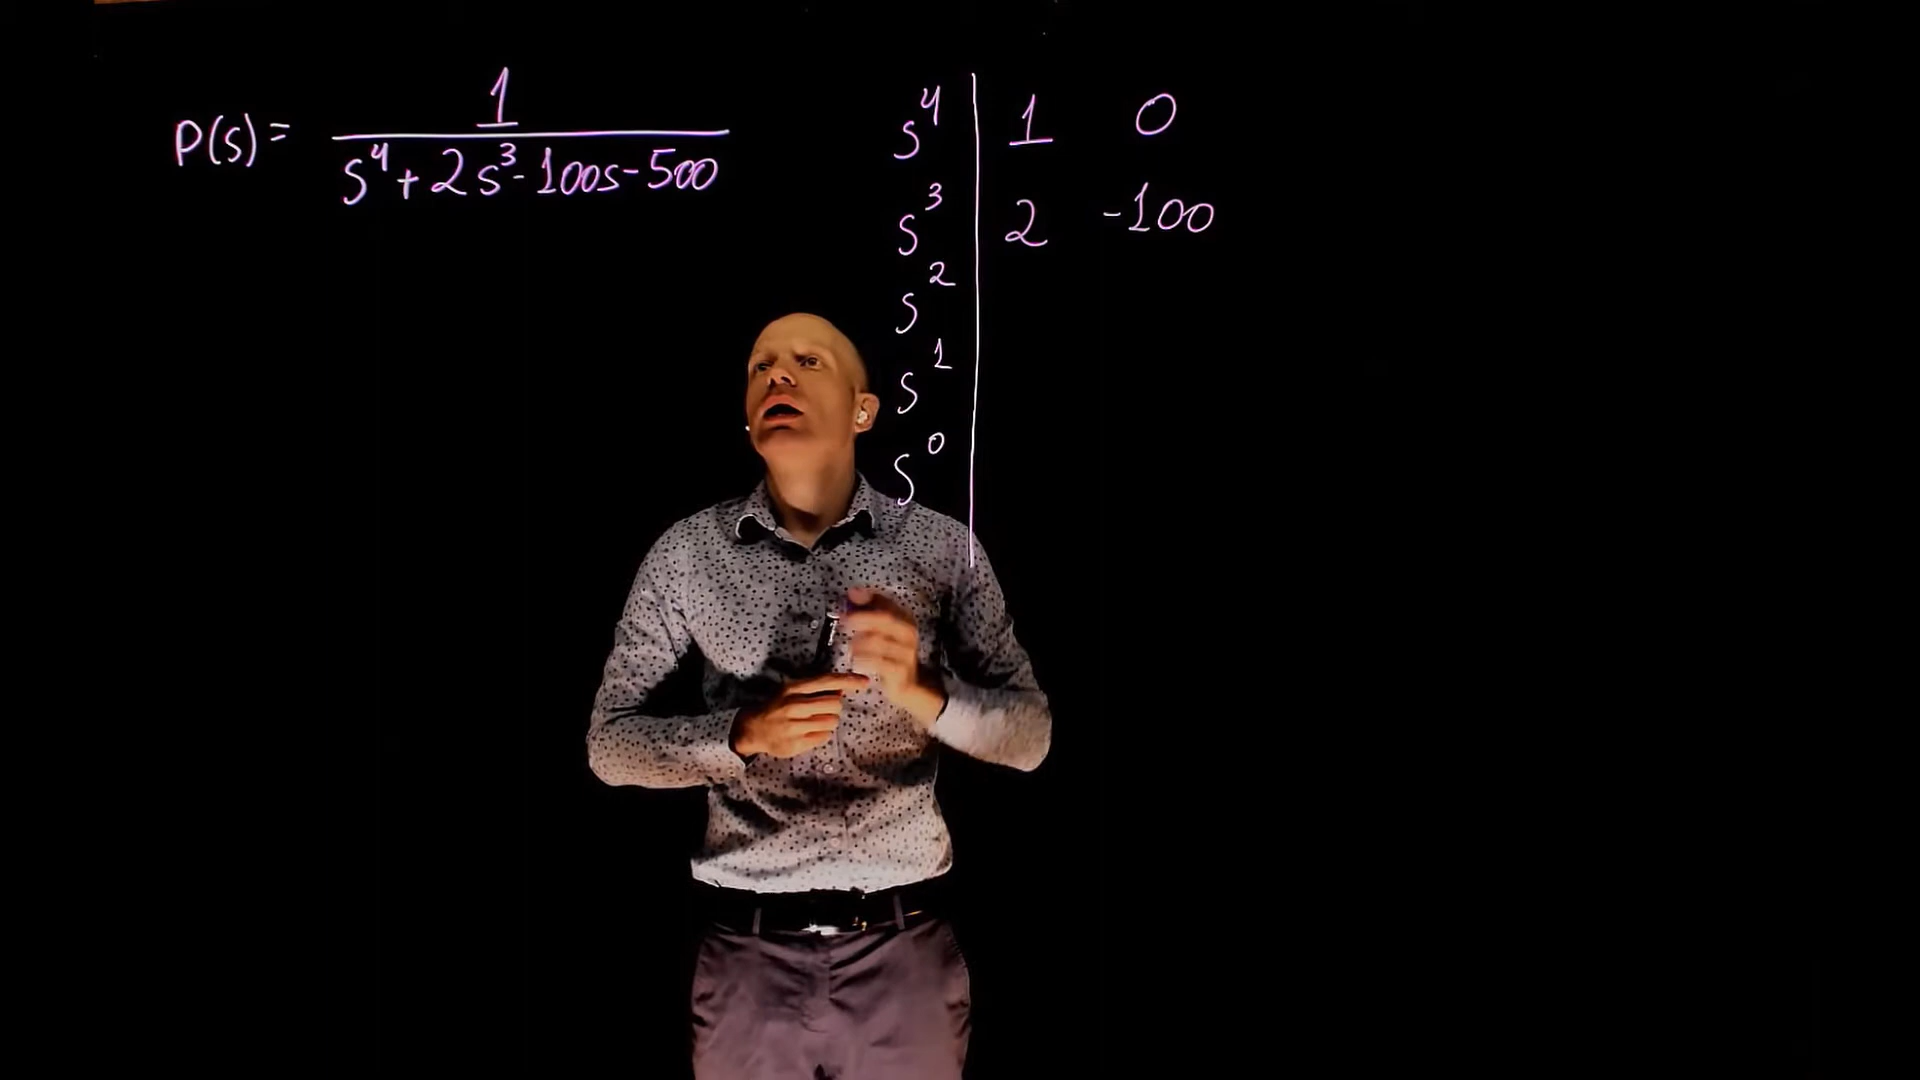 P(s) = 1 / (s⁴ + 2s³ - 100s - 500)
s⁴ | 1 0
s³ | 2 -100
s² |
s¹ |
s⁰ |